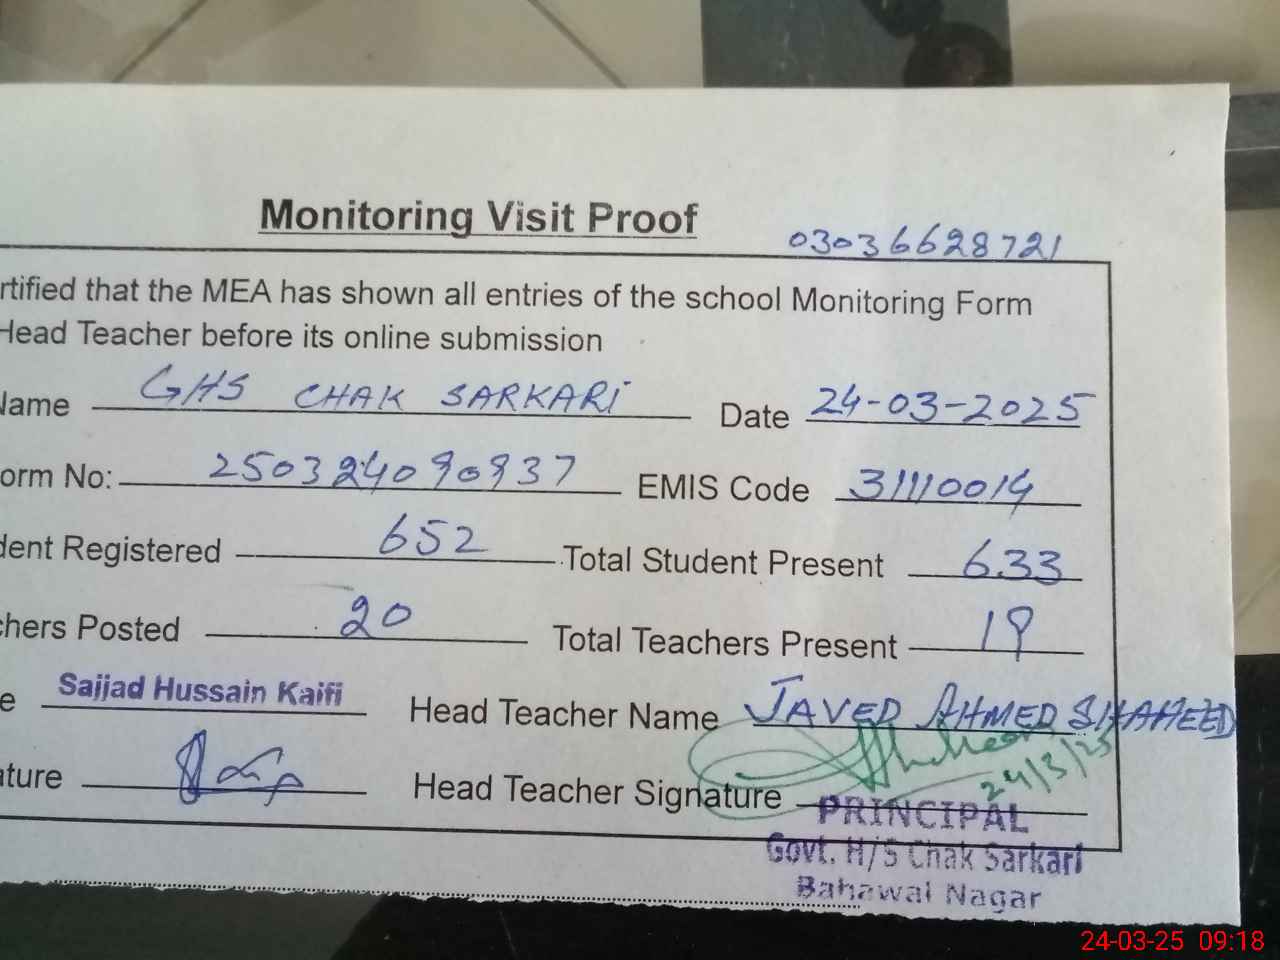 Monitoring Visit Proof
03036628721
rtified that the MEA has shown all entries of the school Monitoring Form
Head Teacher before its online submission
Name GHS CHAK SARKARI Date 24-03-2025
orm No: 250324090937 EMIS Code 31110014
dent Registered 652 Total Student Present 633
chers Posted 20 Total Teachers Present 19
e Sajjad Hussain Kaifi Head Teacher Name JAVED AHMED SHAHEED
ature Head Teacher Signature 24/3/25
PRINCIPAL
Govt. H/S Chak Sarkari
Bahawal Nagar
24-03-25 09:18